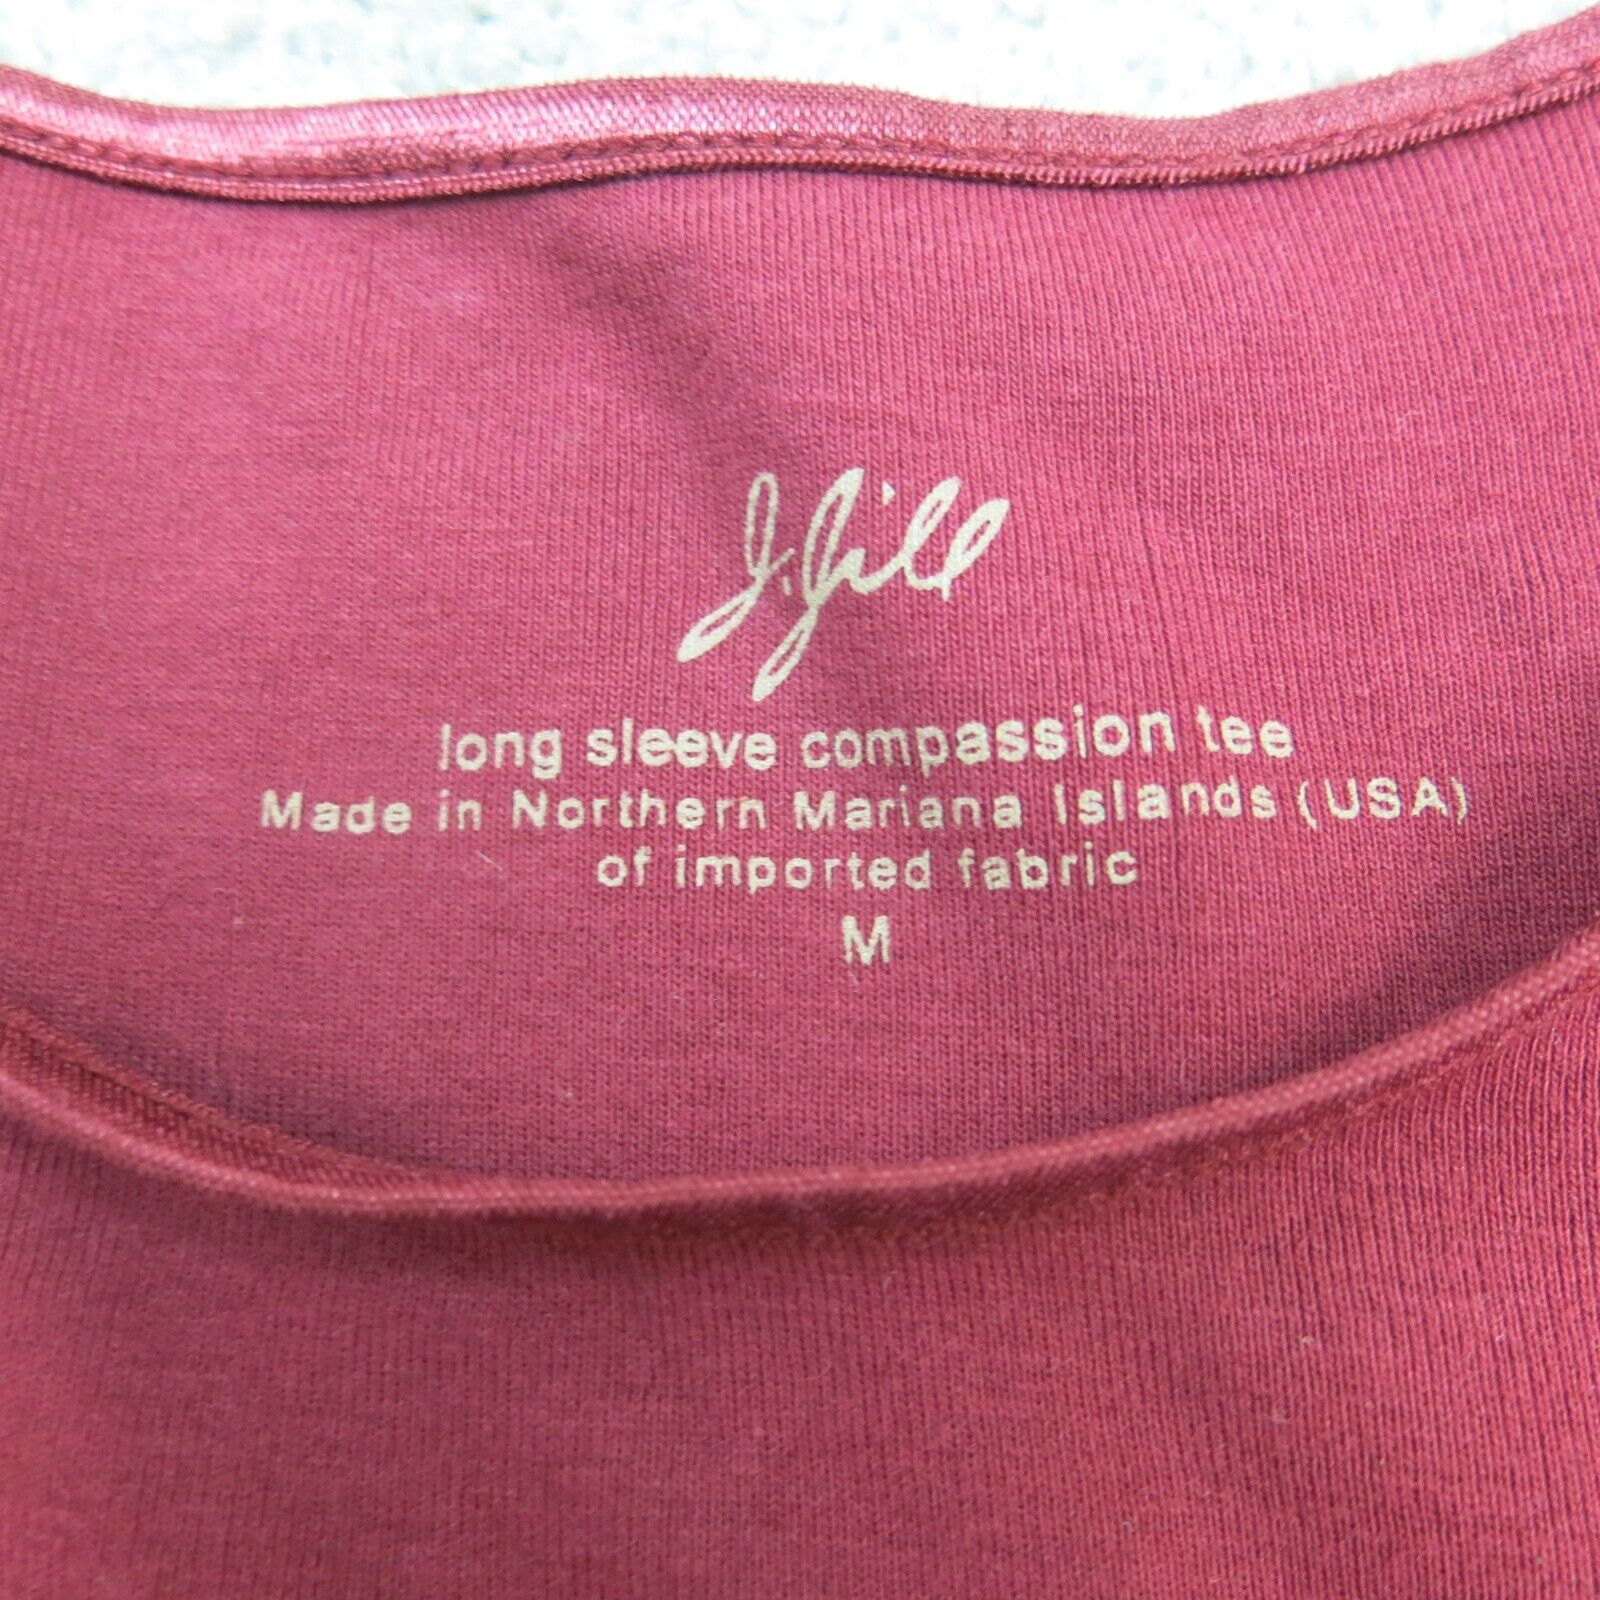 J.Jill
long sleeve compassion tee
Made in Northern Mariana Islands (USA)
of imported fabric
M